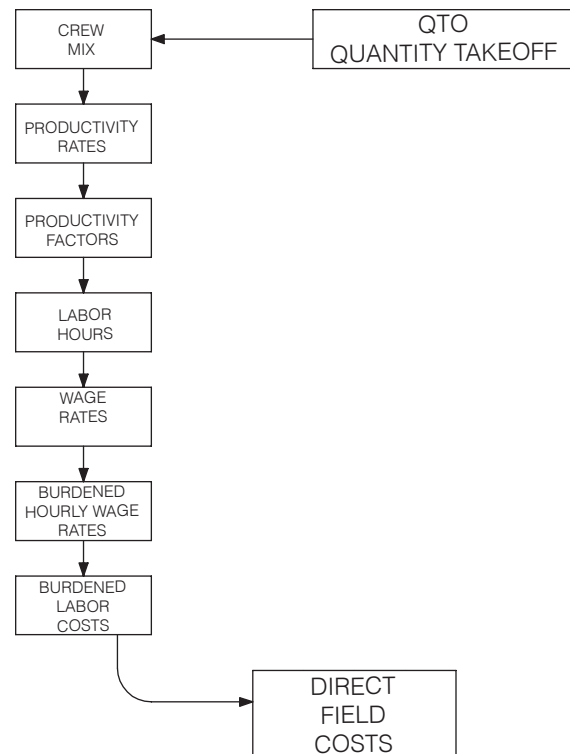 CREW
MIX
QTO
QUANTITY TAKEOFF
PRODUCTIVITY
RATES
PRODUCTIVITY
FACTORS
LABOR
HOURS
WAGE
RATES
BURDENED
HOURLY WAGE
RATES
BURDENED
LABOR
COSTS
DIRECT
FIELD
COSTS